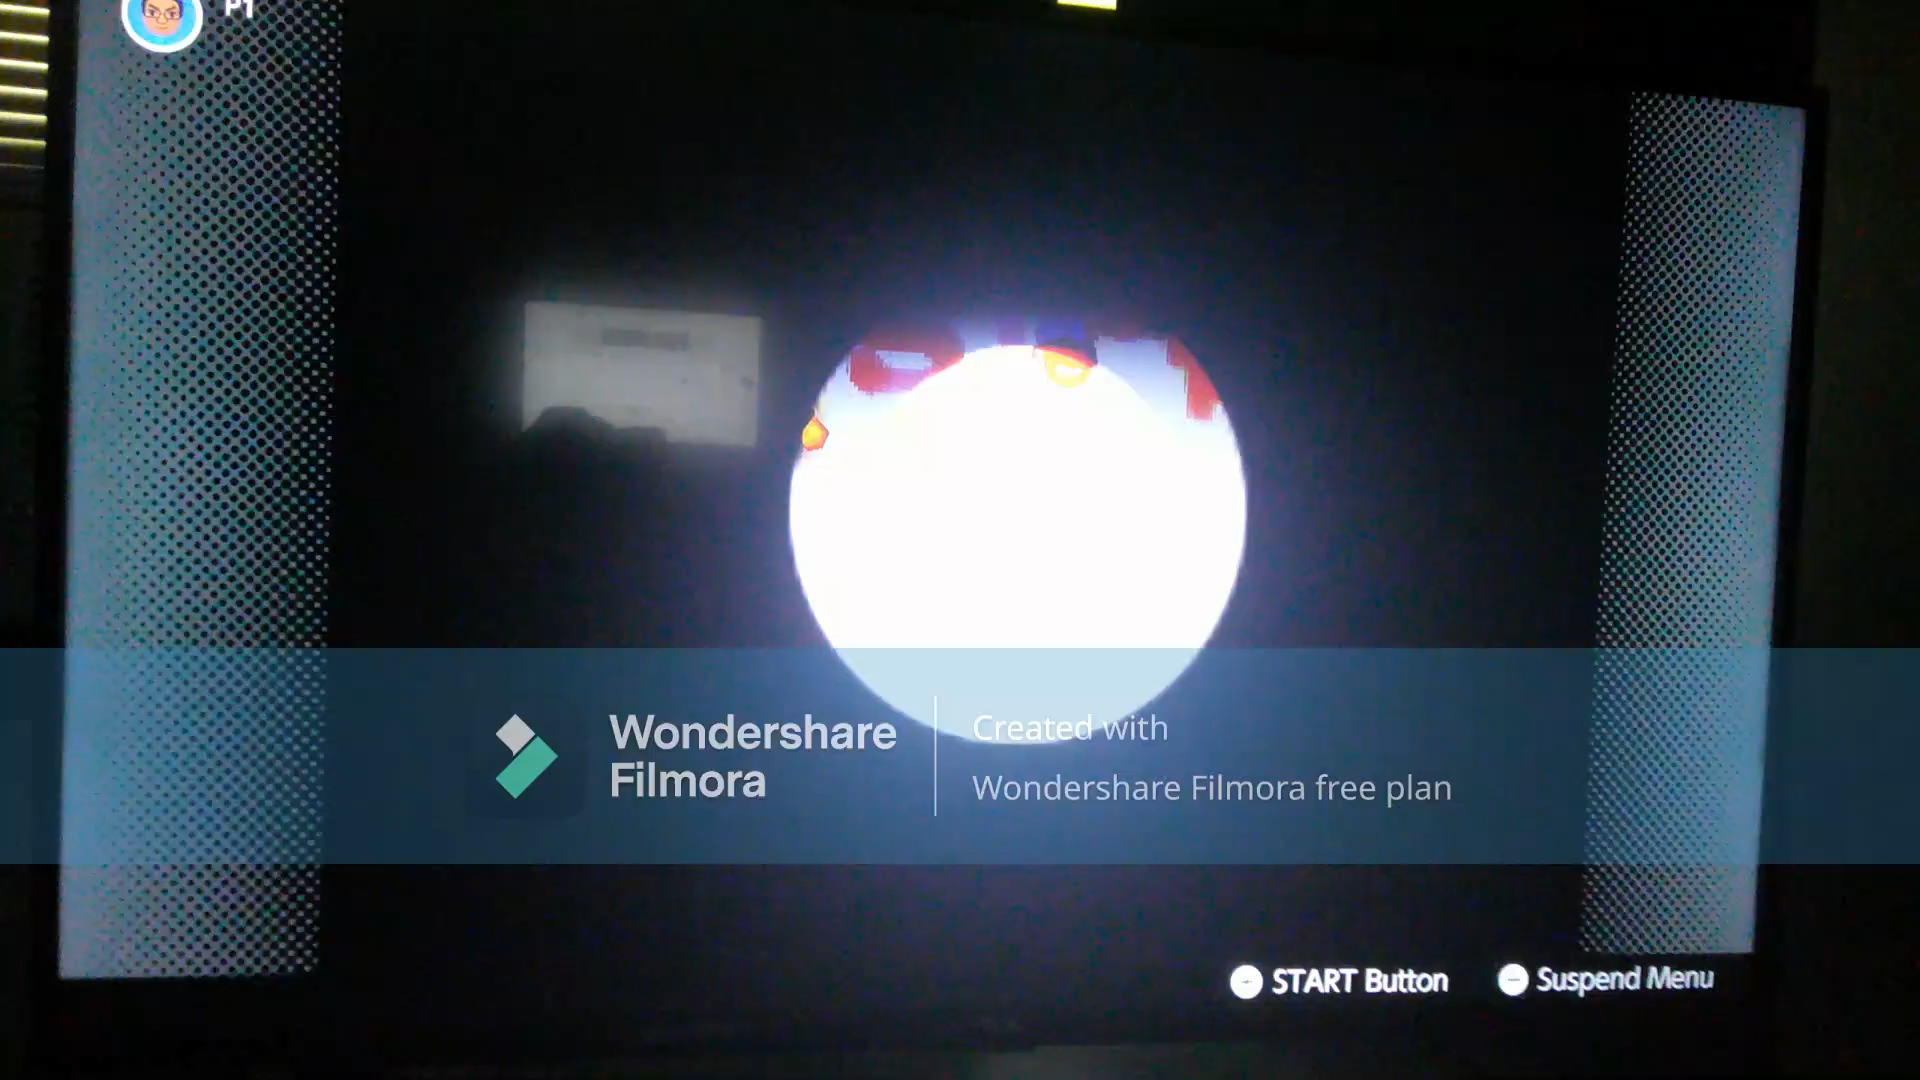 P1
Wondershare
Filmora
Created with
Wondershare Filmora free plan
START Button
Suspend Menu